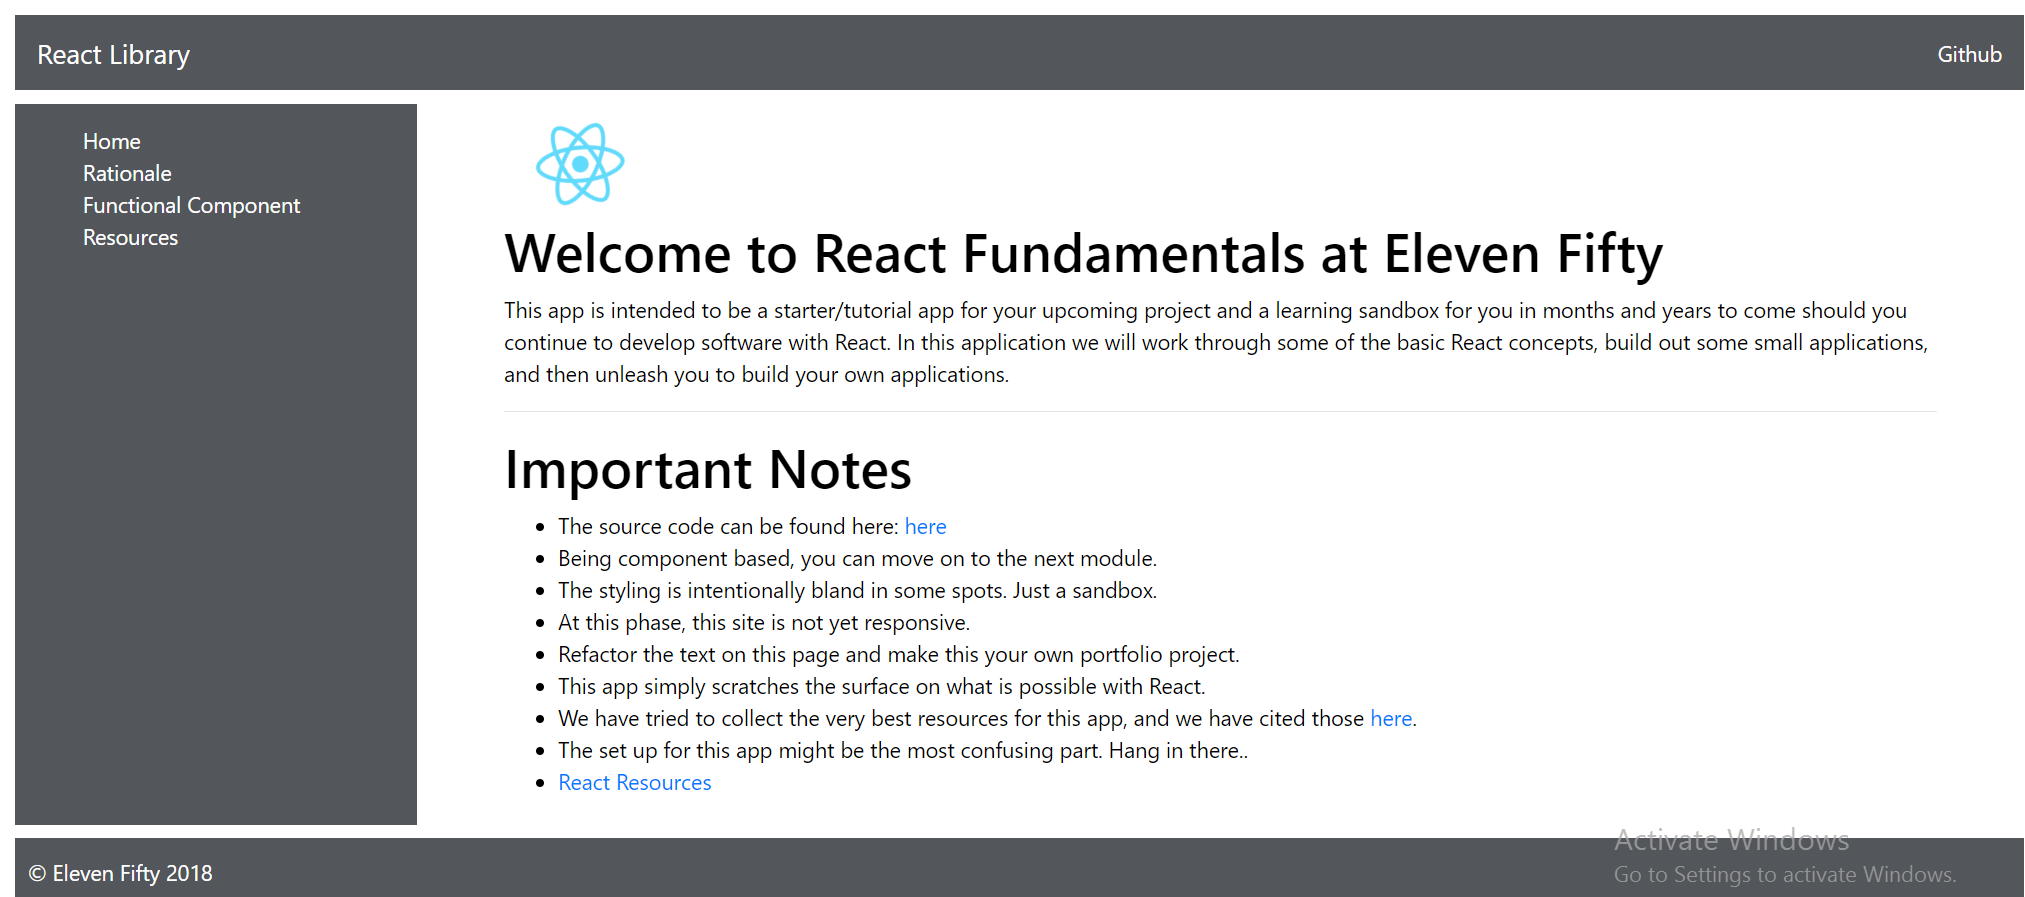 React Library
Github
Home
Rationale
Functional Component
Resources
Welcome to React Fundamentals at Eleven Fifty
This app is intended to be a starter/tutorial app for your upcoming project and a learning sandbox for you in months and years to come should you
continue to develop software with React. In this application we will work through some of the basic React concepts, build out some small applications,
and then unleash you to build your own applications.
Important Notes
• The source code can be found here: here
• Being component based, you can move on to the next module.
• The styling is intentionally bland in some spots. Just a sandbox.
• At this phase, this site is not yet responsive.
• Refactor the text on this page and make this your own portfolio project.
• This app simply scratches the surface on what is possible with React.
• We have tried to collect the very best resources for this app, and we have cited those here.
• The set up for this app might be the most confusing part. Hang in there..
• React Resources
Activate Windows
Go to Settings to activate Windows.
© Eleven Fifty 2018